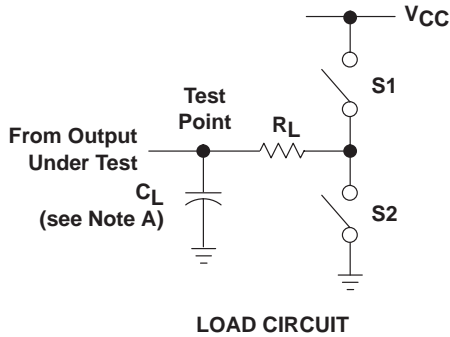 VCC
S1
Test
Point
RL
From Output
Under Test
CL
(see Note A)
S2
LOAD CIRCUIT